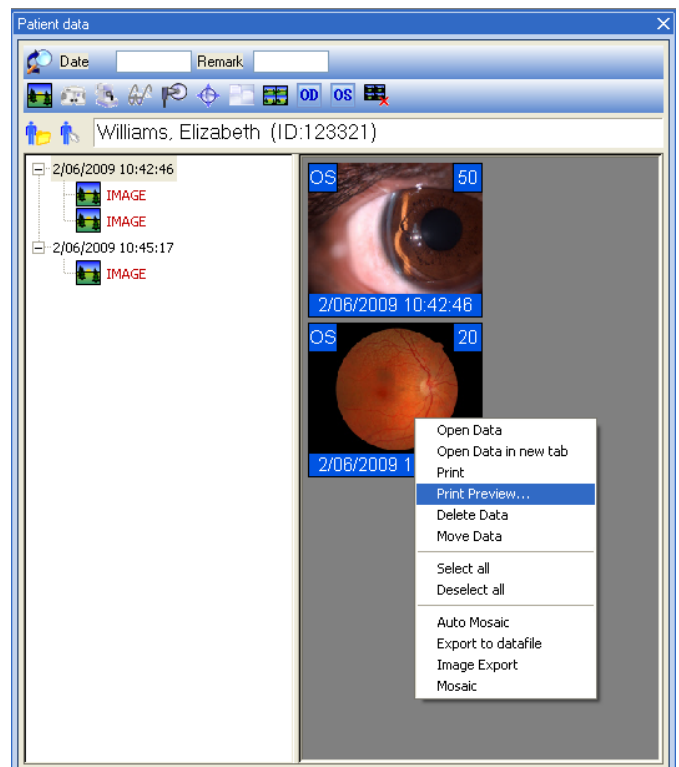 Patient data
Date Remark
OD OS
Williams, Elizabeth (ID:123321)
2/06/2009 10:42:46
IMAGE
IMAGE
2/06/2009 10:45:17
IMAGE
OS 50
2/06/2009 10:42:46
OS 20
2/06/2009 1
Open Data
Open Data in new tab
Print
Print Preview...
Delete Data
Move Data
Select all
Deselect all
Auto Mosaic
Export to datafile
Image Export
Mosaic